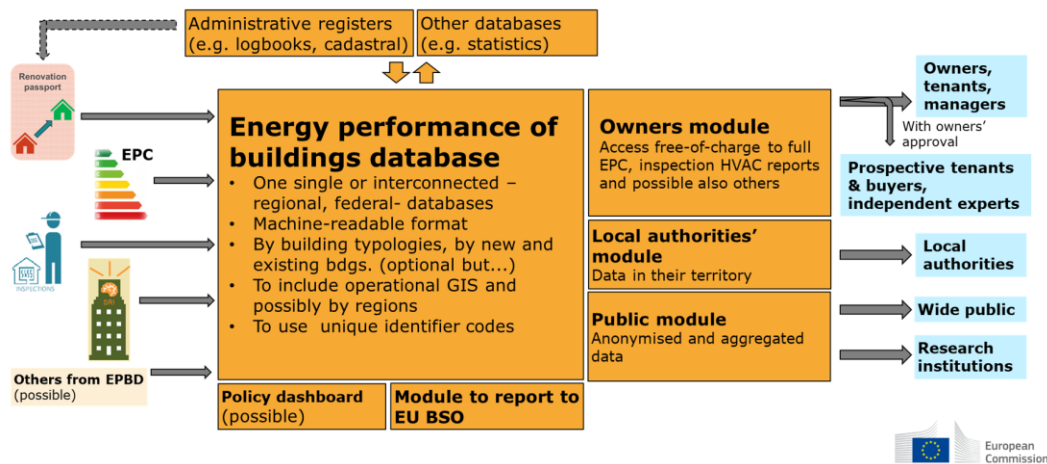 Administrative registers
(e.g. logbooks, cadastral)
Other databases
(e.g. statistics)
Renovation
passport
EPC
INSPECTIONS
SRI
Others from EPBD
(possible)
Energy performance of
buildings database
• One single or interconnected –
regional, federal- databases
• Machine-readable format
• By building typologies, by new and
existing bdgs. (optional but...)
• To include operational GIS and
possibly by regions
• To use unique identifier codes
Policy dashboard
(possible)
Module to report to
EU BSO
Owners module
Access free-of-charge to full
EPC, inspection HVAC reports
and possible also others
Local authorities’
module
Data in their territory
Public module
Anonymised and aggregated
data
Owners,
tenants,
managers
With owners’
approval
Prospective tenants
& buyers,
independent experts
Local
authorities
Wide public
Research
institutions
European
Commission